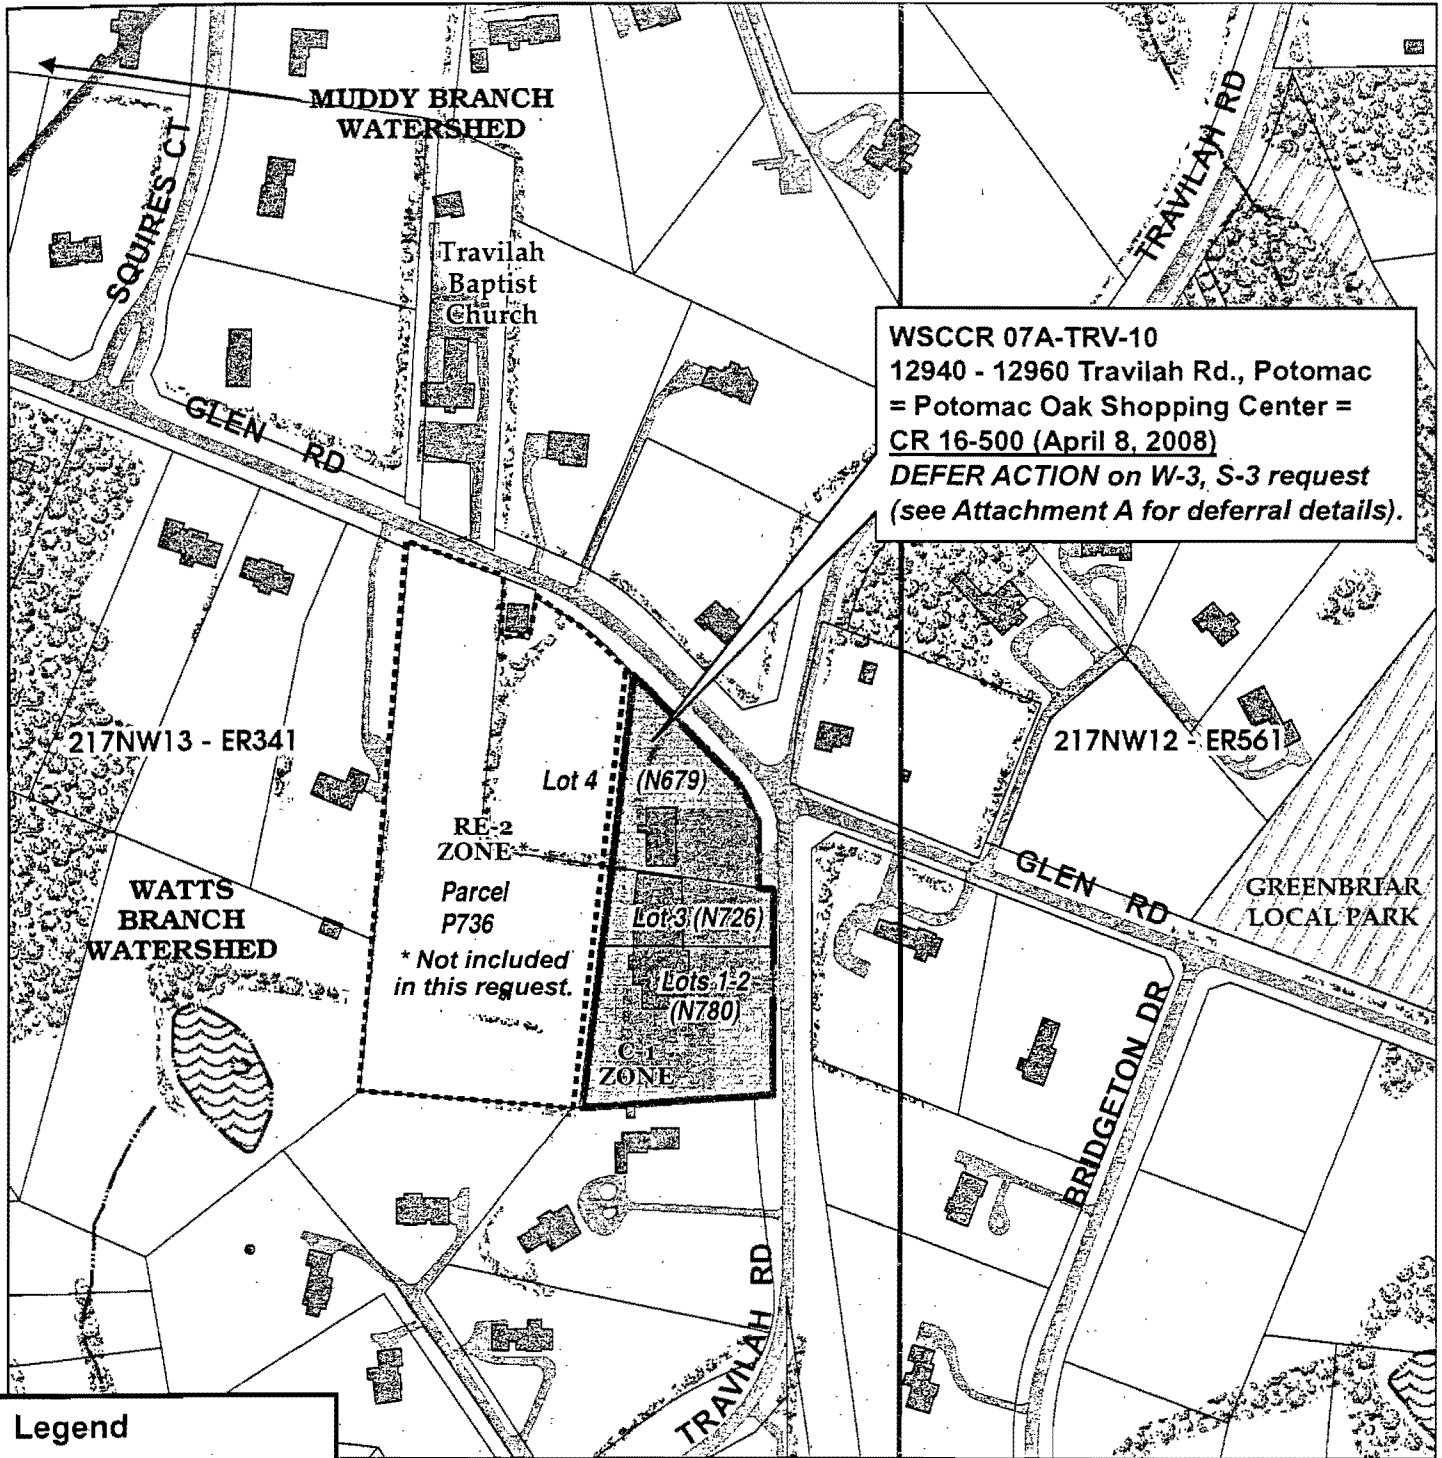 MUDDY BRANCH
WATERSHED
SQUIRES CT
TRAVILAH RD
Travilah
Baptist
Church
WSCCR 07A-TRV-10
12940 - 12960 Travilah Rd., Potomac
= Potomac Oak Shopping Center =
CR 16-500 (April 8, 2008)
DEFER ACTION on W-3, S-3 request
(see Attachment A for deferral details).
GLEN RD
217NW13 - ER341
217NW12 - ER561
Lot 4
(N679)
RE-2
ZONE*
Parcel
P736
* Not included
in this request.
WATTS
BRANCH
WATERSHED
Lot 3 (N726)
Lots 1-2
(N780)
C-1
ZONE
GLEN RD
GREENBRIAR
LOCAL PARK
BRIDGETON DR
TRAVILAH RD
Legend